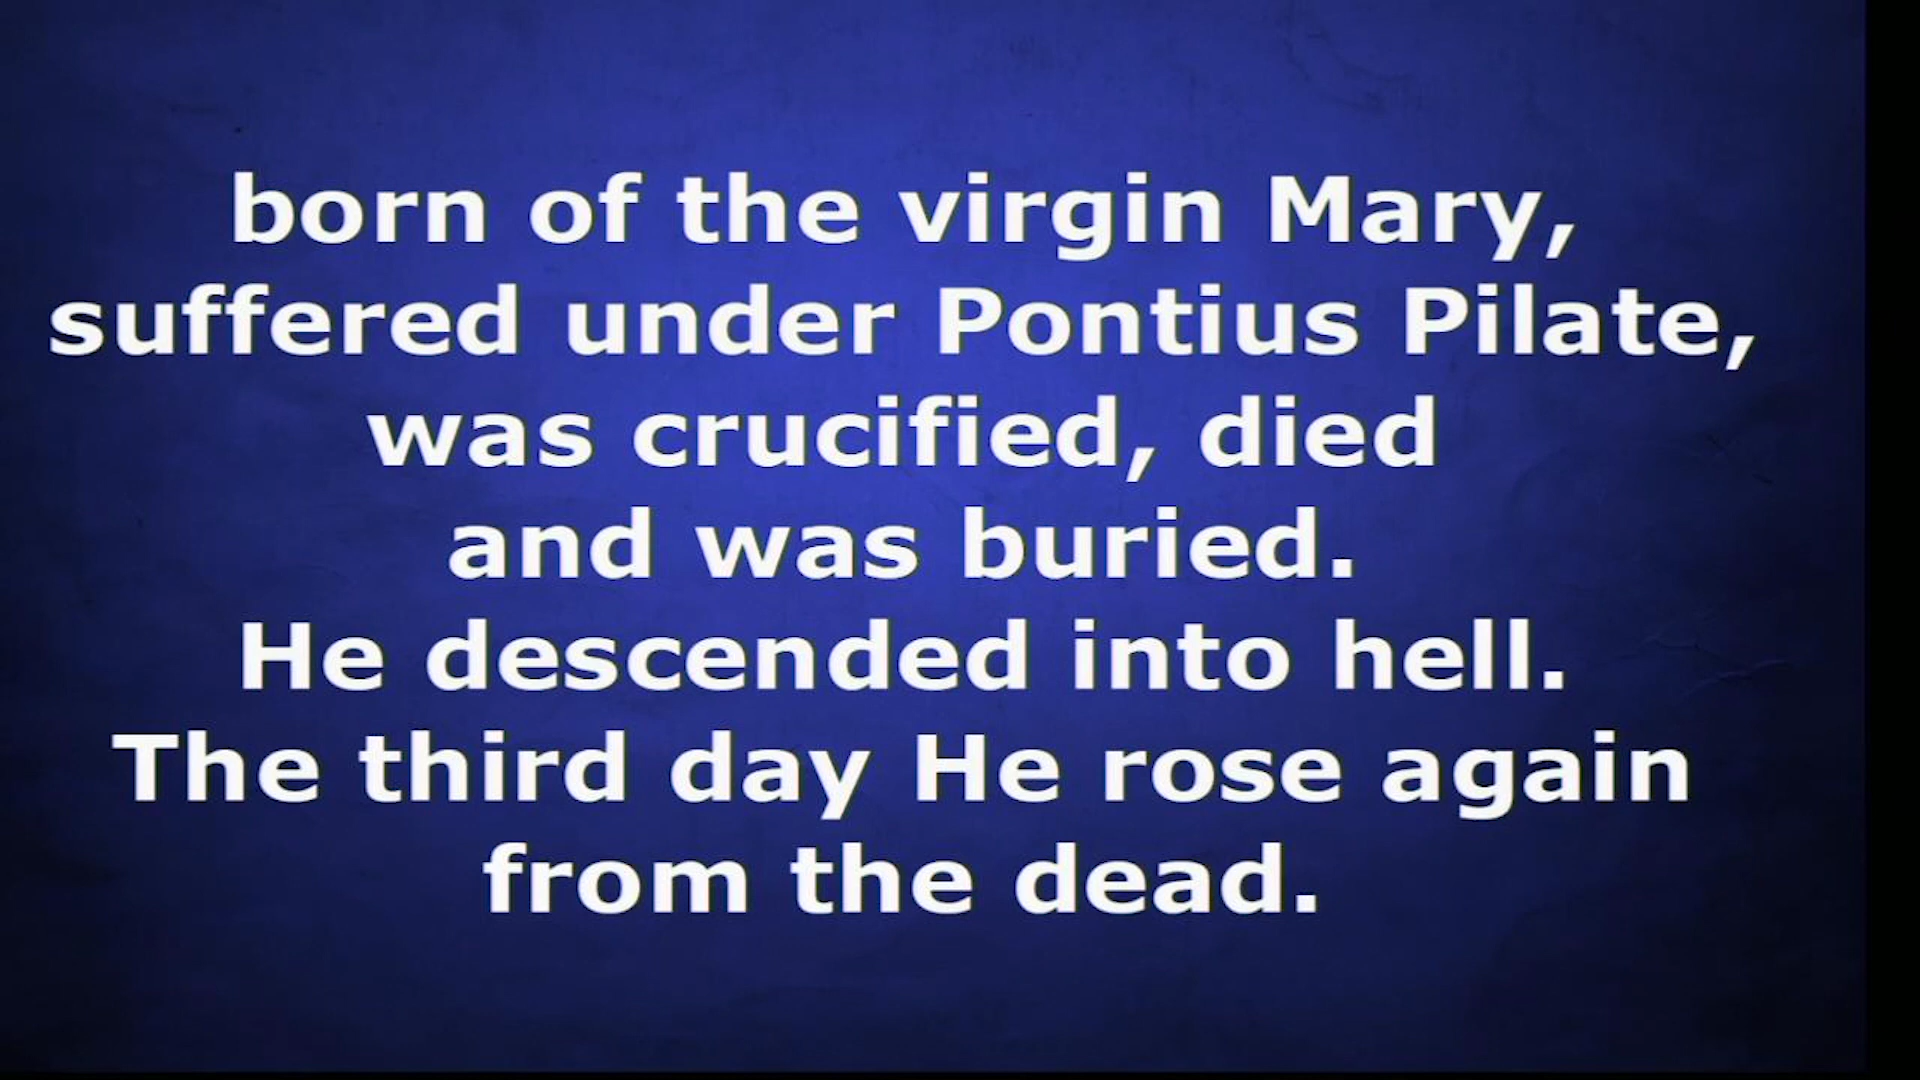 born of the virgin Mary,
suffered under Pontius Pilate,
was crucified, died
and was buried.
He descended into hell.
The third day He rose again
from the dead.